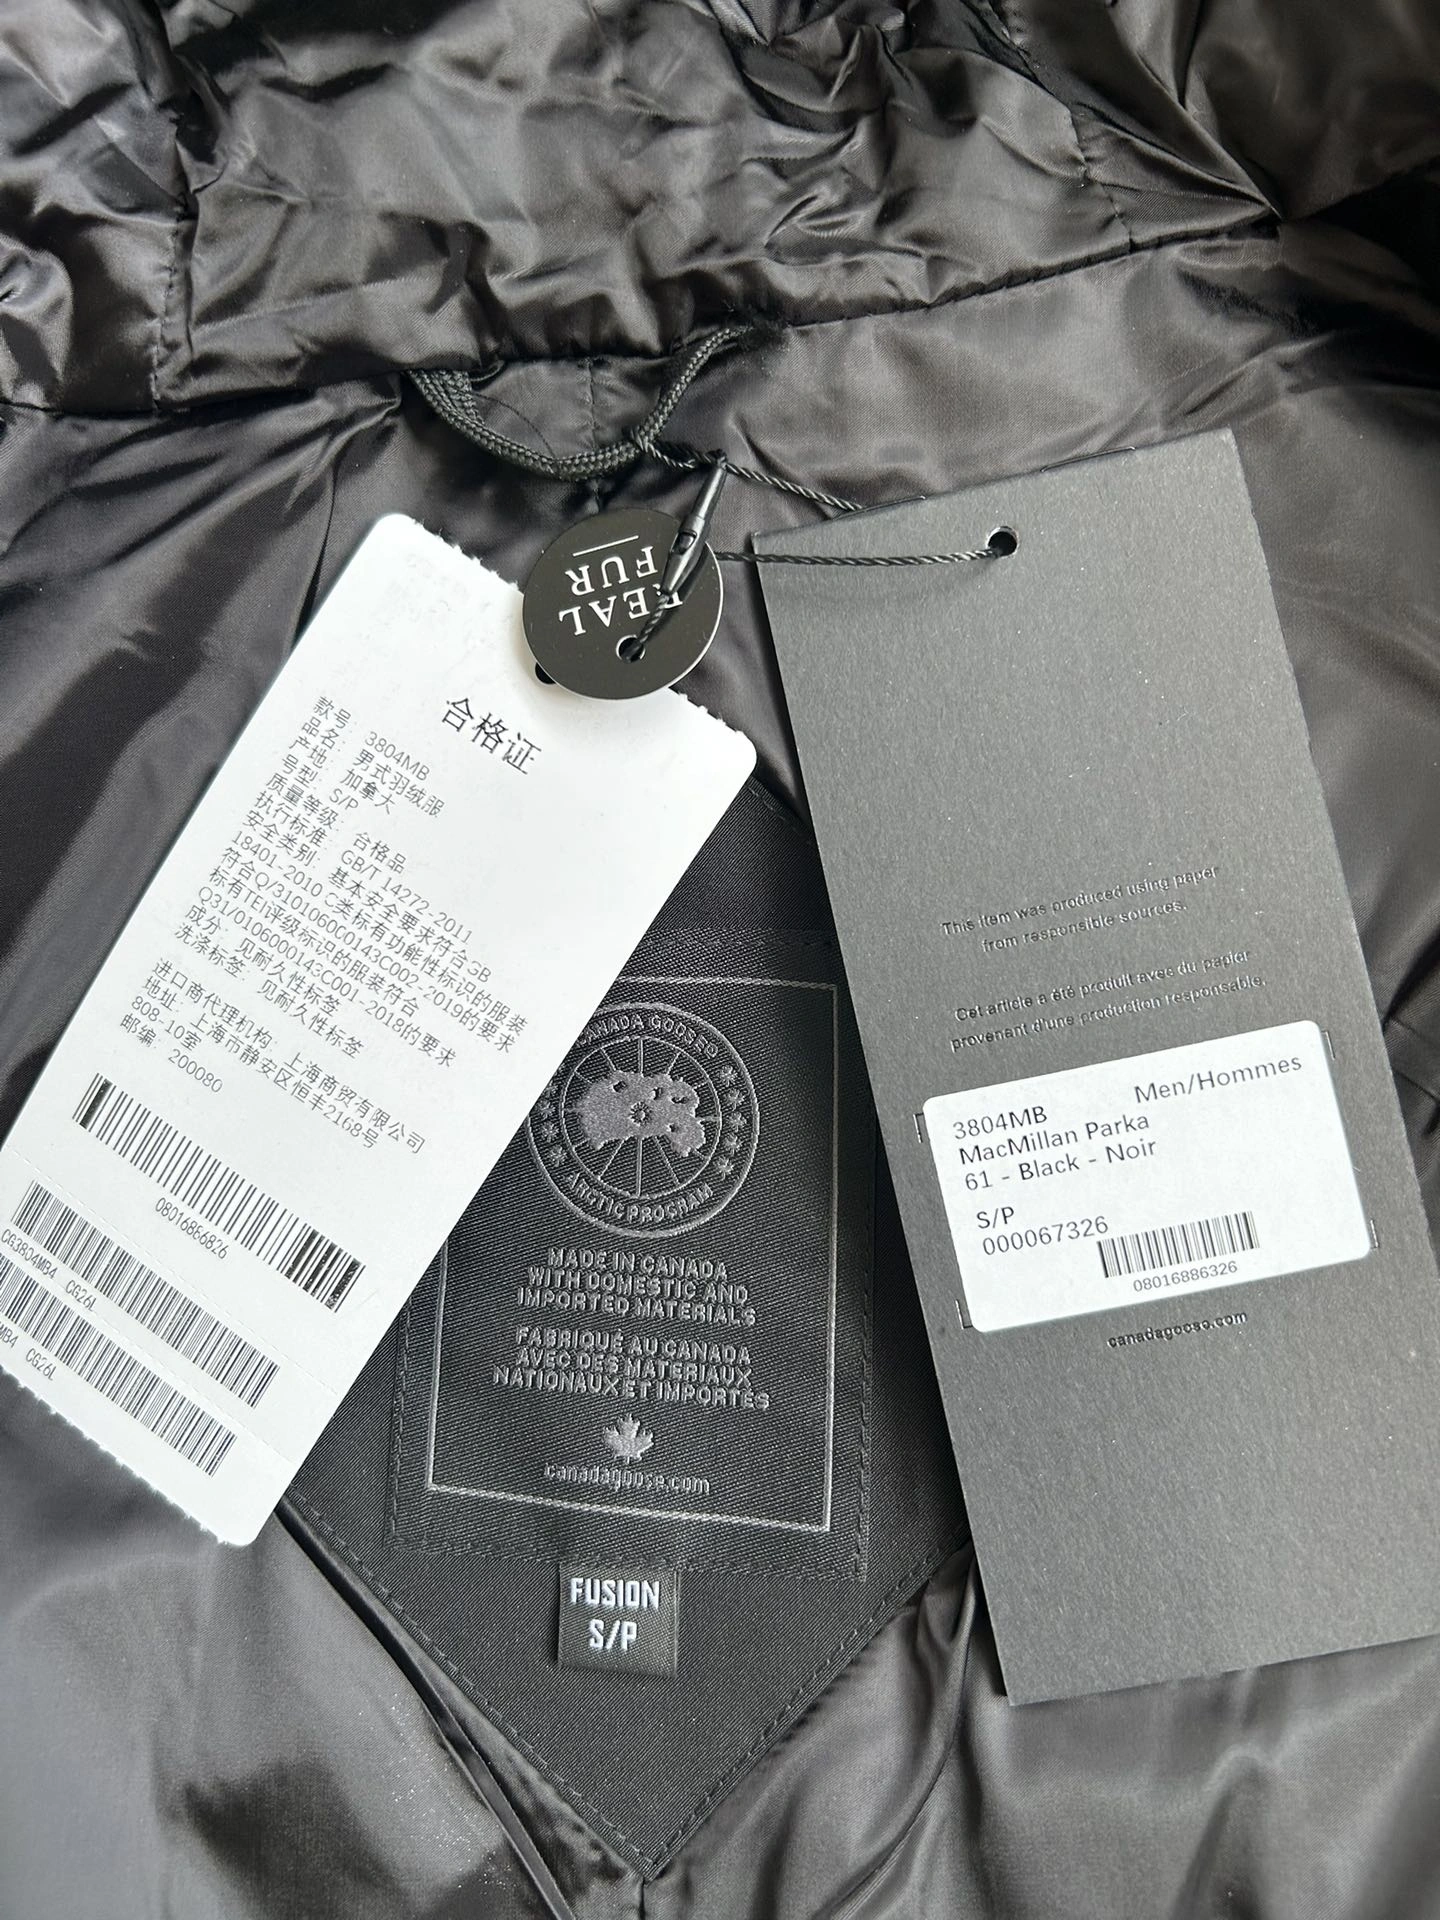 REAL
FUR
合格证
款号: 3804MB
品名: 男式羽绒服
产地: 加拿大
号型: S/P
质量等级: 合格品
执行标准: GB/T 14272-2011
安全类别: 基本安全要求符合GB
18401-2010 C类标有功能性标识的服装
符合Q/3101060C0143C002-2019的要求
标有TEI评级标识的服装符合
Q31/0106000143C001-2018的要求
成分: 见耐久性标签
洗涤标签: 见耐久性标签
进口商代理机构: 上海商贸有限公司
地址: 上海市静安区恒丰2168号
808-10室
邮编: 200080
08016886826
CG3804MB4 CG26L
MB4 CG26L
CANADA GOOSE
ARCTIC PROGRAM
MADE IN CANADA
WITH DOMESTIC AND
IMPORTED MATERIALS
FABRIQUÉ AU CANADA
AVEC DES MATERIAUX
NATIONAUX ET IMPORTÉS
canadagoose.com
FUSION
S/P
This item was produced using paper
from responsible sources.
Cet article a été produit avec du papier
provenant d'une production responsable.
Men/Hommes
3804MB
MacMillan Parka
61 - Black - Noir
S/P
000067326
08016886326
canadagoose.com